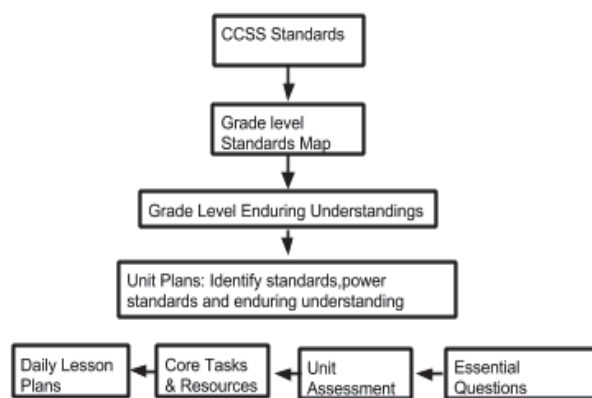 CCSS Standards
Grade level
Standards Map
Grade Level Enduring Understandings
Unit Plans: Identify standards,power
standards and enduring understanding
Daily Lesson
Plans
Core Tasks
& Resources
Unit
Assessment
Essential
Questions